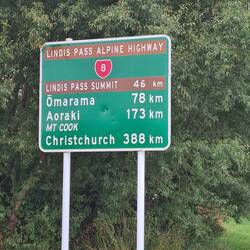 LINDIS PASS ALPINE HIGHWAY
8
LINDIS PASS SUMMIT 46 km
Ōmarama 78 km
Aoraki 173 km
MT COOK
Christchurch 388 km